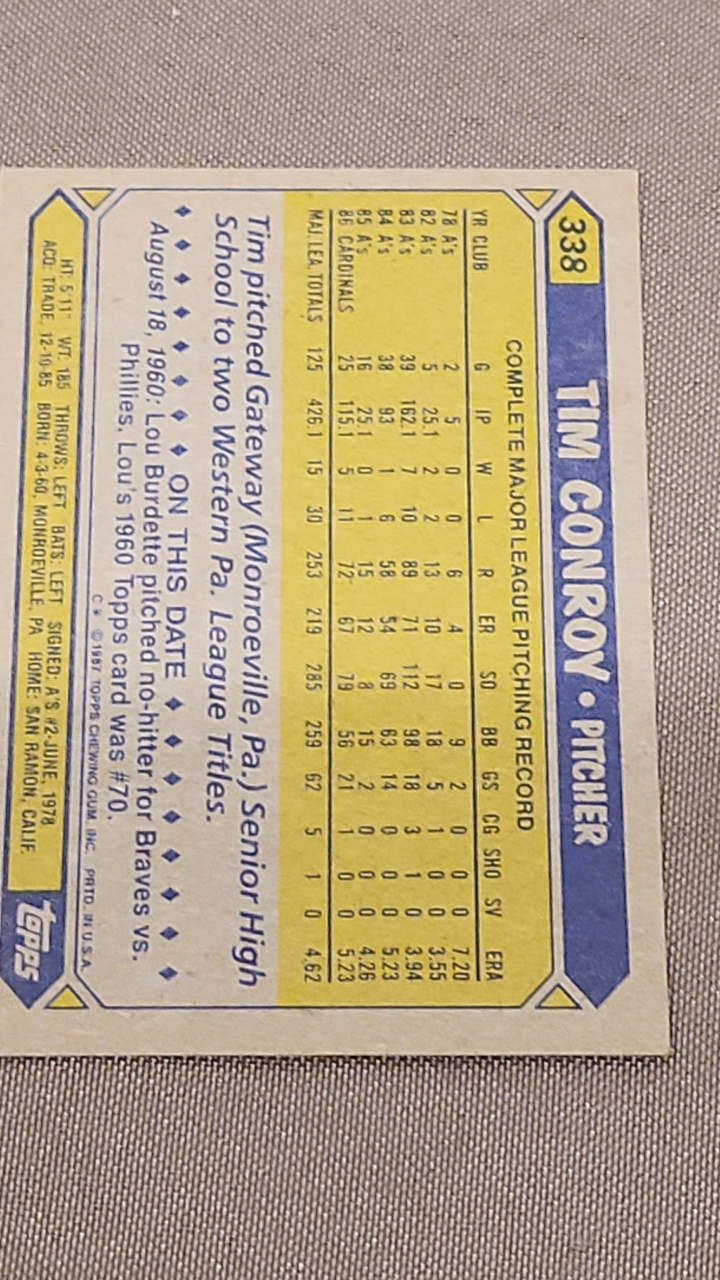 338 TIM CONROY • PITCHER
COMPLETE MAJOR LEAGUE PITCHING RECORD
YR CLUB G IP W L R ER SO BB GS CG SHO SV ERA
78 A's 2 5 0 0 6 4 0 9 2 0 0 0 7.20
82 A's 5 25.1 2 2 13 10 17 18 5 1 0 0 3.55
83 A's 39 162.1 7 10 89 71 112 98 18 3 1 0 3.94
84 A's 38 93 1 6 58 54 69 63 14 0 0 0 5.23
85 A's 16 25.1 0 1 15 12 8 15 2 0 0 0 4.26
86 CARDINALS 25 115.1 5 11 72 67 79 56 21 1 0 0 5.23
MAJ. LEA. TOTALS 125 426.1 15 30 253 219 285 259 62 5 1 0 4.62
Tim pitched Gateway (Monroeville, Pa.) Senior High
School to two Western Pa. League Titles.
♦ ♦ ♦ ♦ ♦ ♦ ♦ ON THIS DATE ♦ ♦ ♦ ♦ ♦ ♦ ♦ ♦
August 18, 1960: Lou Burdette pitched no-hitter for Braves vs.
Phillies. Lou's 1960 Topps card was #70.
C* © 1987 TOPPS CHEWING GUM, INC. PRTD. IN U.S.A.
HT: 5'11" WT: 185 THROWS: LEFT BATS: LEFT SIGNED: A'S #2-JUNE, 1978
ACQ: TRADE, 12-10-85 BORN: 4-3-60, MONROEVILLE, PA HOME: SAN RAMON, CALIF.
topps